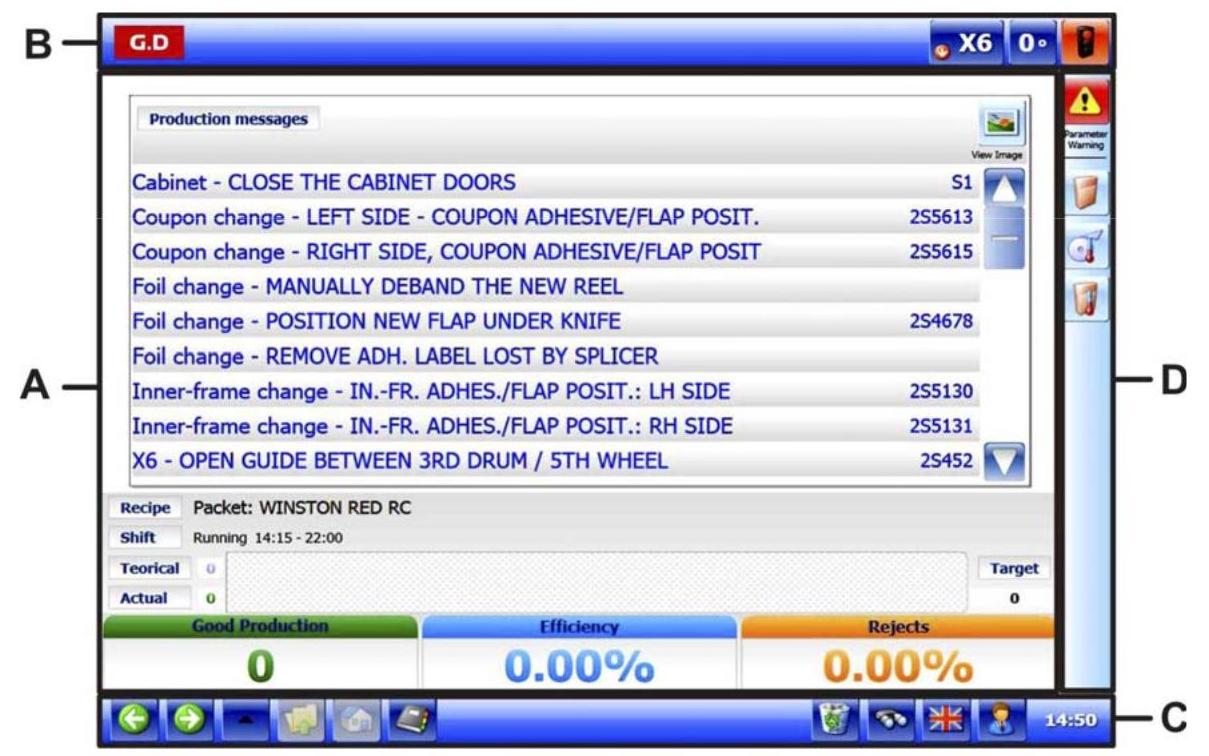 B
G.D
X6 0°
Production messages
View Image
Parameter
Warning
Cabinet - CLOSE THE CABINET DOORS S1
Coupon change - LEFT SIDE - COUPON ADHESIVE/FLAP POSIT. 2S5613
Coupon change - RIGHT SIDE, COUPON ADHESIVE/FLAP POSIT 2S5615
Foil change - MANUALLY DEBAND THE NEW REEL
Foil change - POSITION NEW FLAP UNDER KNIFE 2S4678
Foil change - REMOVE ADH. LABEL LOST BY SPLICER
A
D
Inner-frame change - IN.-FR. ADHES./FLAP POSIT.: LH SIDE 2S5130
Inner-frame change - IN.-FR. ADHES./FLAP POSIT.: RH SIDE 2S5131
X6 - OPEN GUIDE BETWEEN 3RD DRUM / 5TH WHEEL 2S452
Recipe Packet: WINSTON RED RC
Shift Running 14:15 - 22:00
Teorical 0 Target
Actual 0 0
Good Production Efficiency Rejects
0 0.00% 0.00%
14:50
C